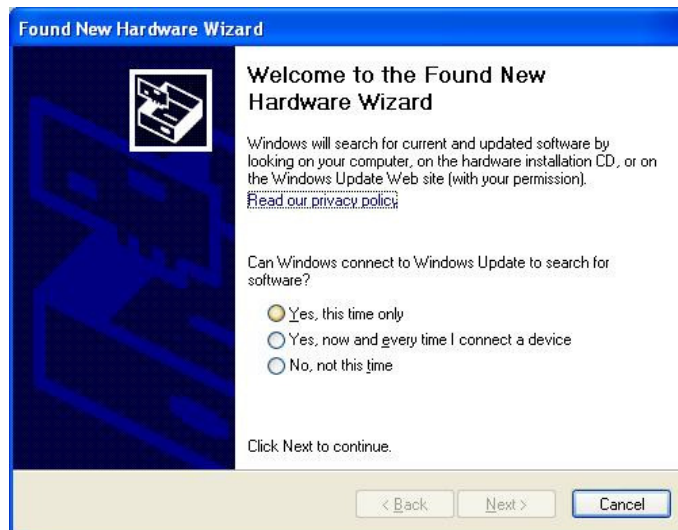 Found New Hardware Wizard
Welcome to the Found New
Hardware Wizard
Windows will search for current and updated software by
looking on your computer, on the hardware installation CD, or on
the Windows Update Web site (with your permission).
Read our privacy policy
Can Windows connect to Windows Update to search for
software?
Yes, this time only
Yes, now and every time I connect a device
No, not this time
Click Next to continue.
< Back
Next >
Cancel